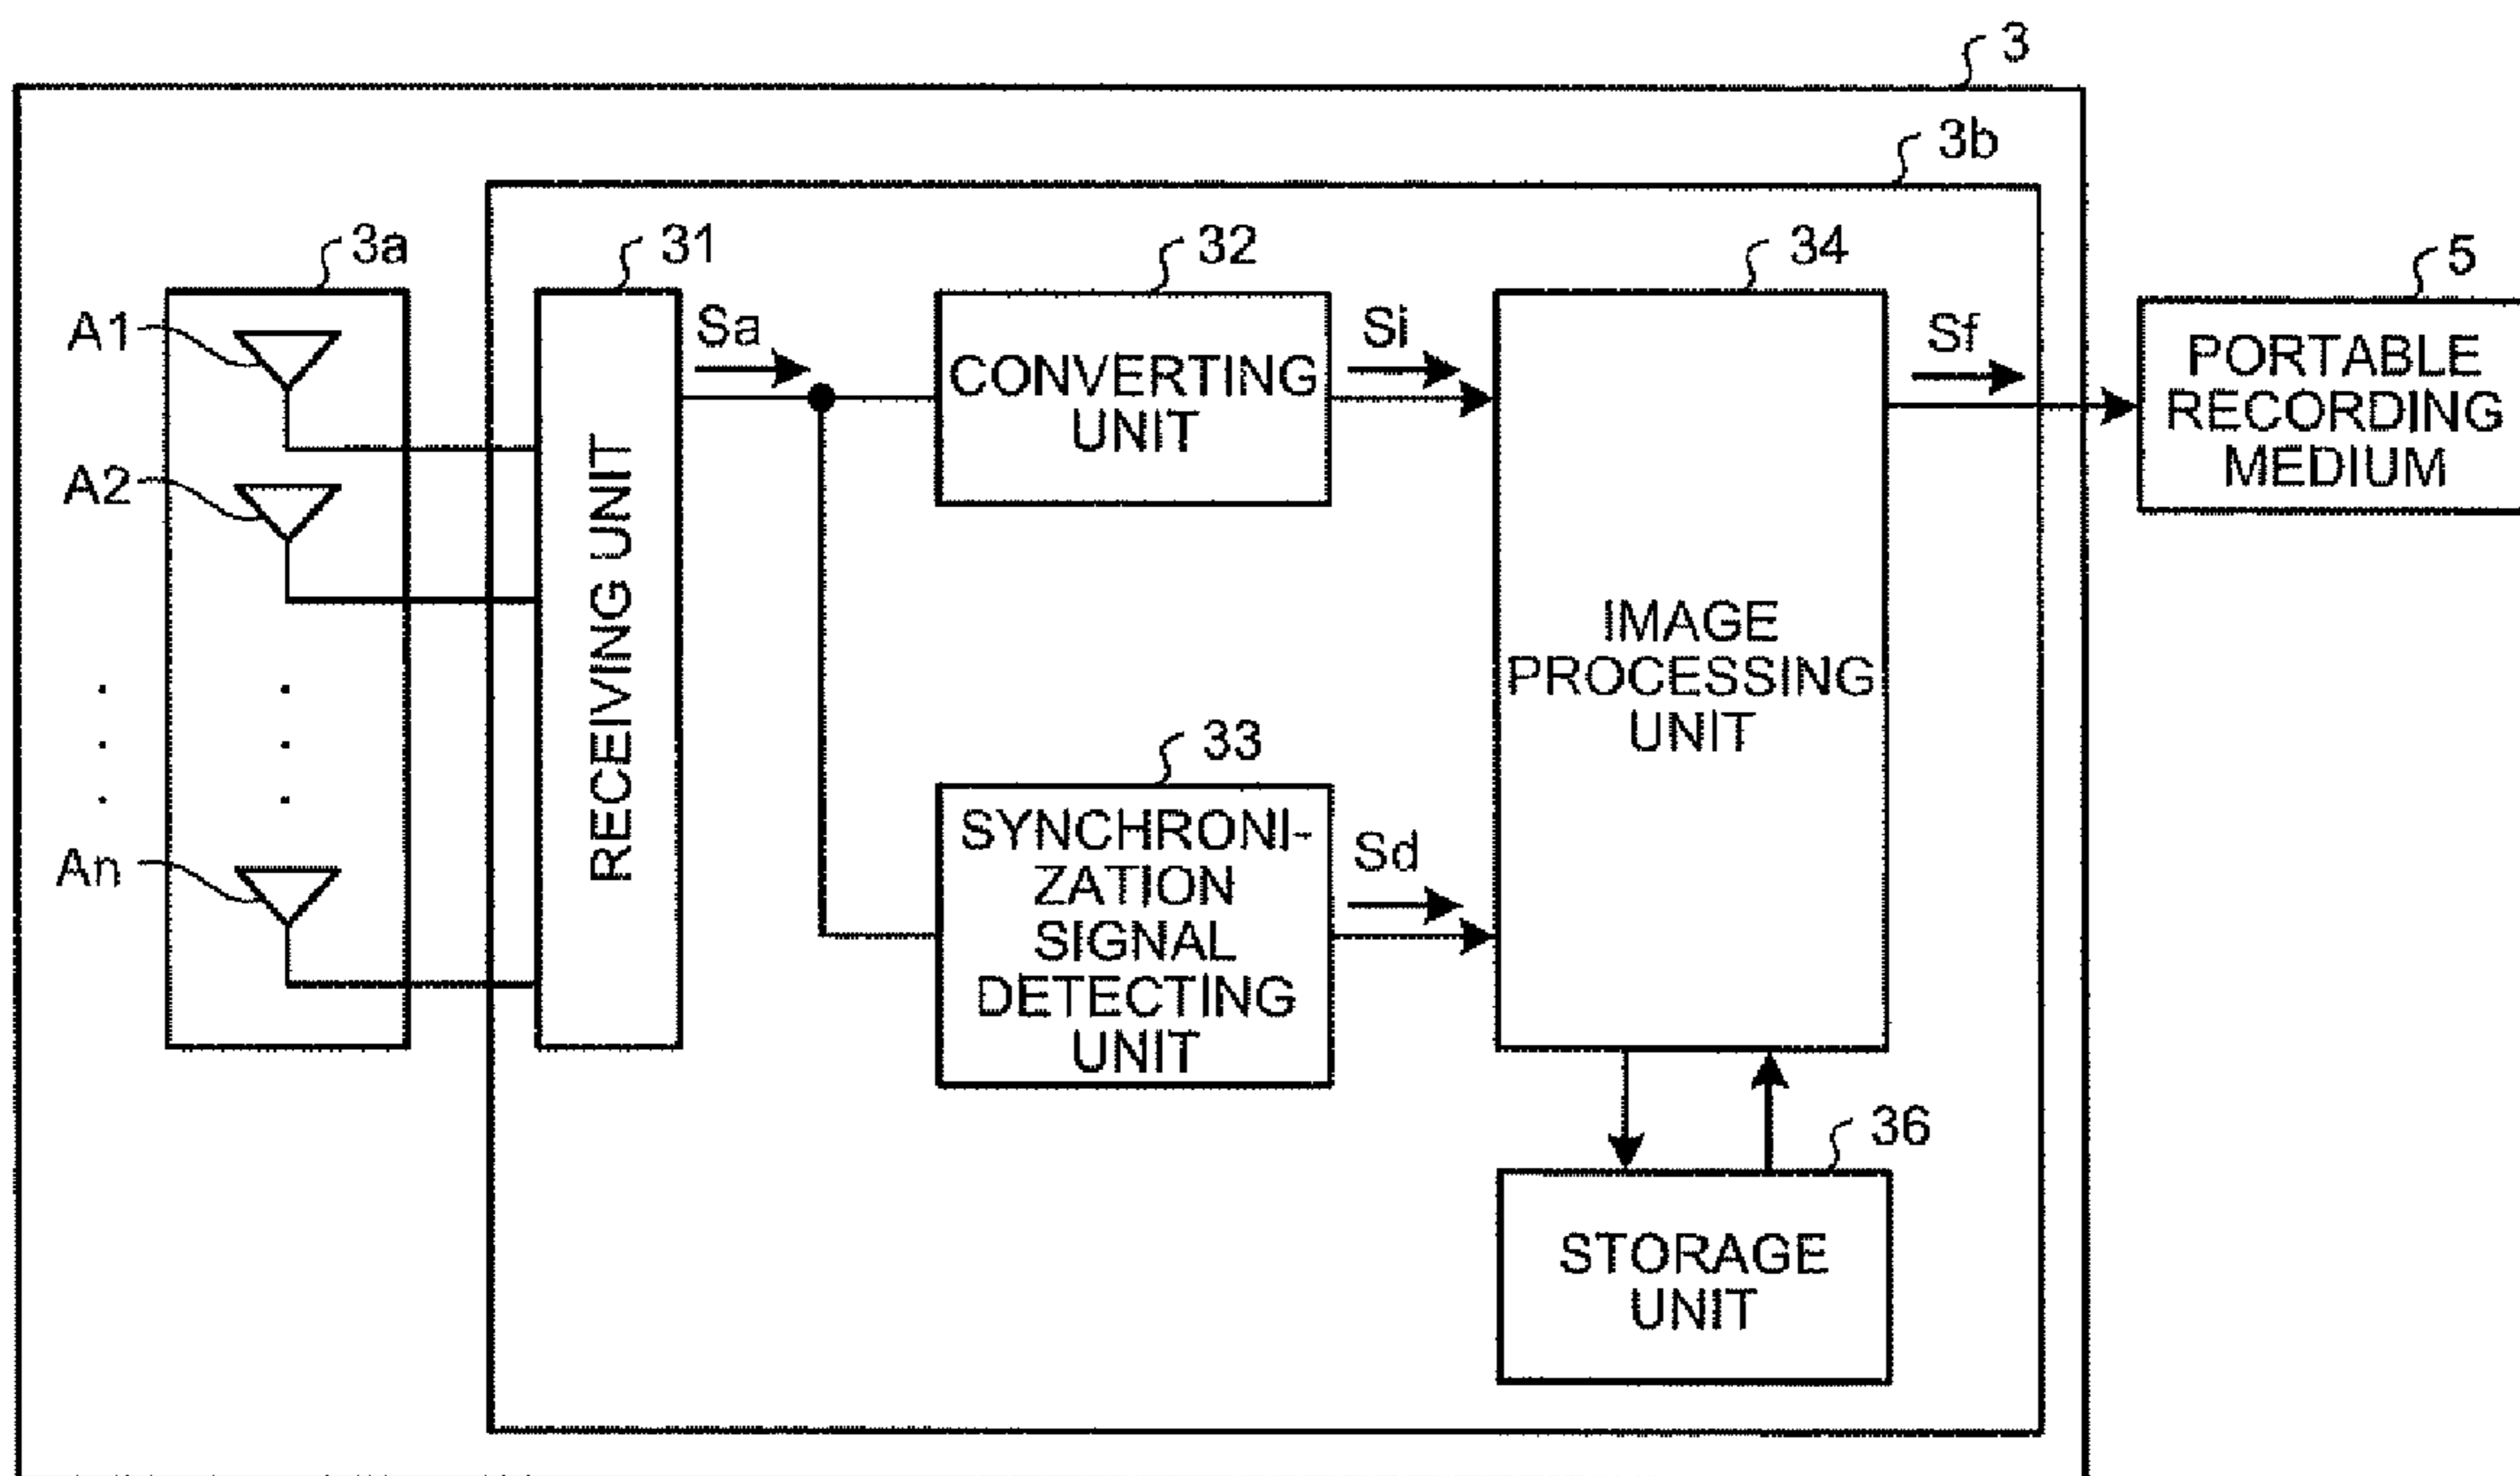 3
3b
3a
31
32
34
5
A1
Sa
Si
Sf
CONVERTING
UNIT
PORTABLE
RECORDING
MEDIUM
A2
RECEIVING UNIT
IMAGE
PROCESSING
UNIT
33
SYNCHRONI-
ZATION
SIGNAL
DETECTING
UNIT
Sd
An
36
STORAGE
UNIT